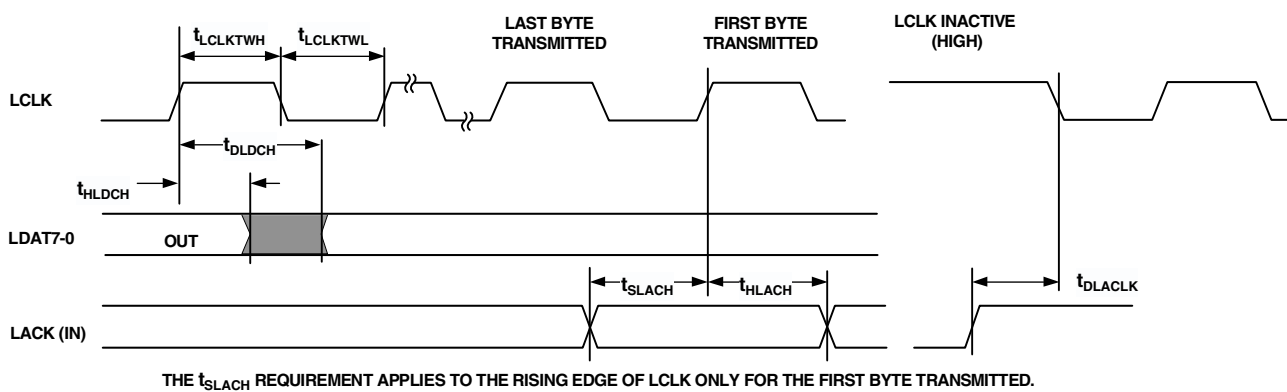 LAST BYTE
TRANSMITTED
FIRST BYTE
TRANSMITTED
LCLK INACTIVE
(HIGH)
tLCLKTWH
tLCLKTWL
LCLK
tDLDCH
tHLDCH
LDAT7-0
OUT
tSLACH
tHLACH
tDLACLK
LACK (IN)
THE tSLACH REQUIREMENT APPLIES TO THE RISING EDGE OF LCLK ONLY FOR THE FIRST BYTE TRANSMITTED.